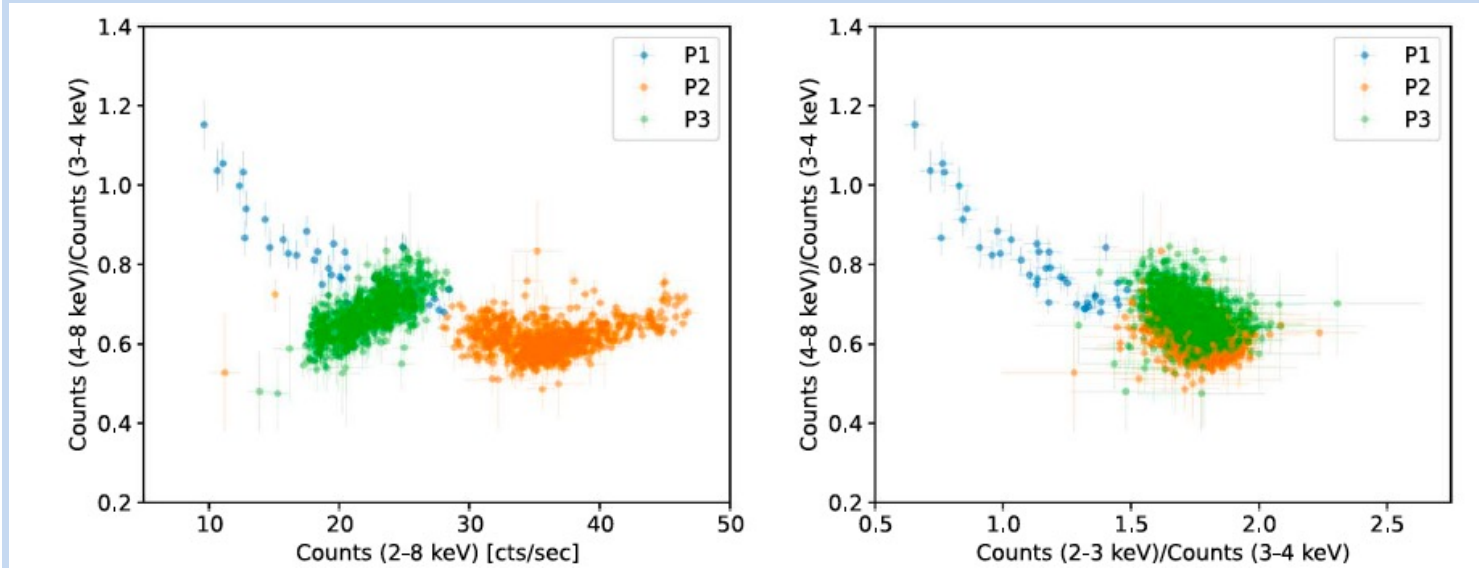 1.4
1.2
1.0
0.8
0.6
0.4
0.2
Counts (4-8 keV)/Counts (3-4 keV)
P1
P2
P3
10 20 30 40 50
Counts (2-8 keV) [cts/sec]
1.4
1.2
1.0
0.8
0.6
0.4
0.2
Counts (4-8 keV)/Counts (3-4 keV)
P1
P2
P3
0.5 1.0 1.5 2.0 2.5
Counts (2-3 keV)/Counts (3-4 keV)